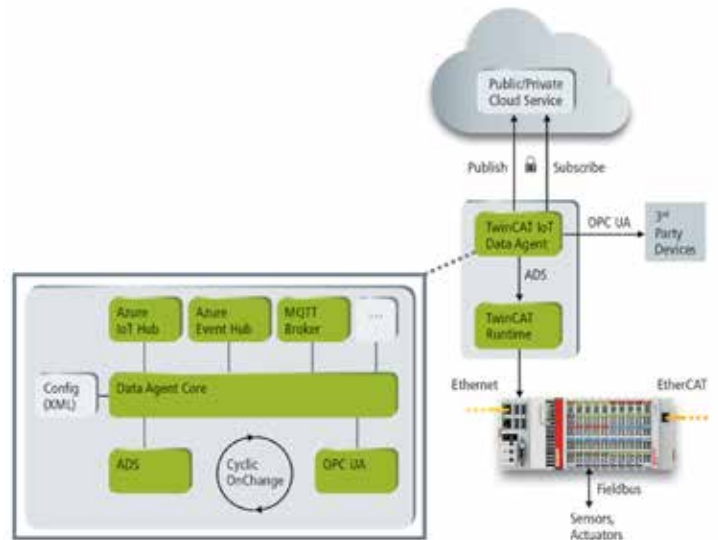 Public/Private
Cloud Service
Publish
Subscribe
TwinCAT IoT
Data Agent
OPC UA
3rd
Party
Devices
ADS
TwinCAT
Runtime
Ethernet
EtherCAT
Fieldbus
Sensors,
Actuators
Azure
IoT Hub
Azure
Event Hub
MQTT
Broker
...
Config
(XML)
Data Agent Core
ADS
Cyclic
OnChange
OPC UA